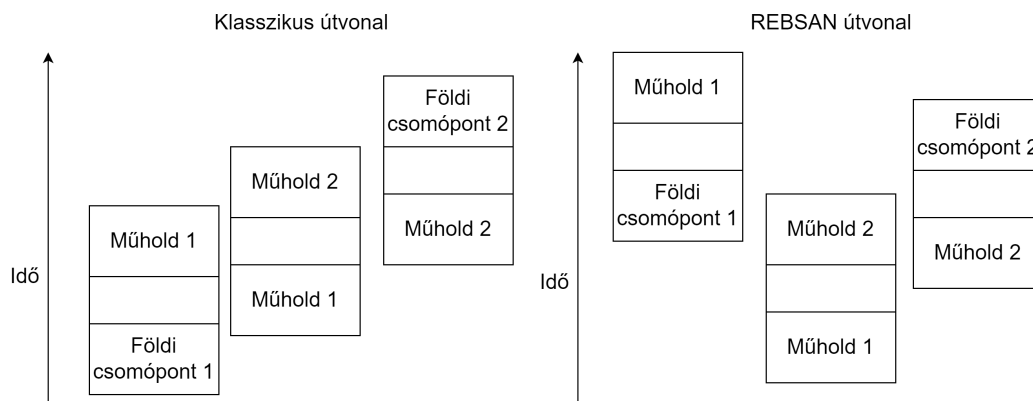 Klasszikus útvonal
Idő
Műhold 1
Földi
csomópont 1
Műhold 2
Műhold 1
Földi
csomópont 2
Műhold 2
REBSAN útvonal
Idő
Műhold 1
Földi
csomópont 1
Műhold 2
Műhold 1
Földi
csomópont 2
Műhold 2